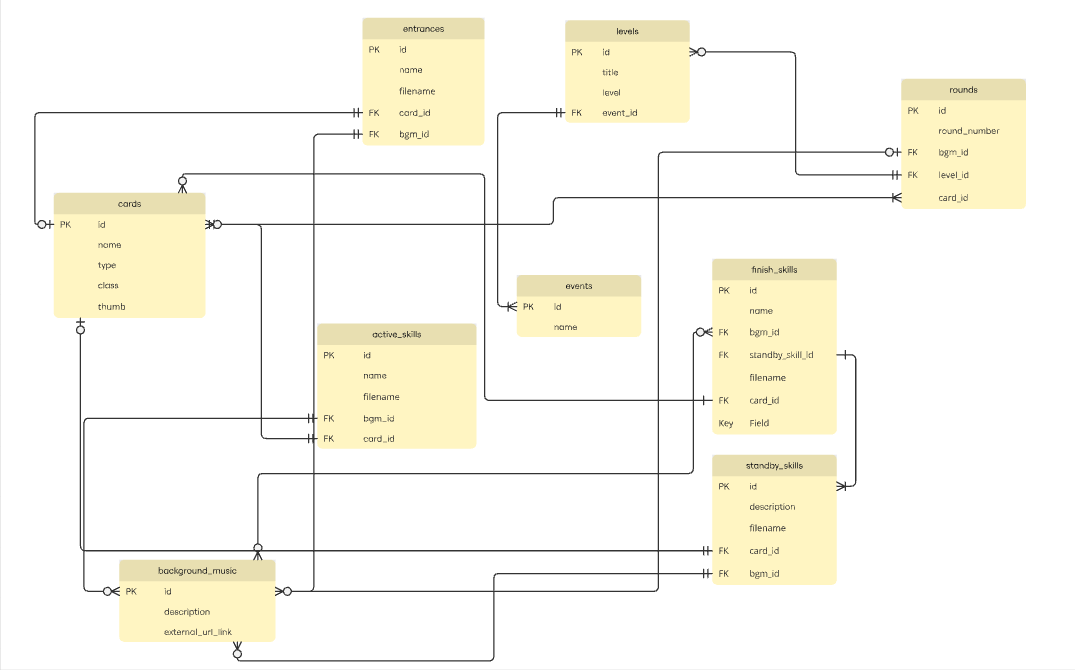 entrances
PK id
name
filename
FK card_id
FK bgm_id
levels
PK id
title
level
FK event_id
rounds
PK id
round_number
FK bgm_id
FK level_id
card_id
cards
PK id
name
type
class
thumb
finish_skills
PK id
name
FK bgm_id
FK standby_skill_id
filename
FK card_id
Key Field
events
PK id
name
active_skills
PK id
name
filename
FK bgm_id
FK card_id
standby_skills
PK id
description
filename
FK card_id
FK bgm_id
background_music
PK id
description
external_url_link